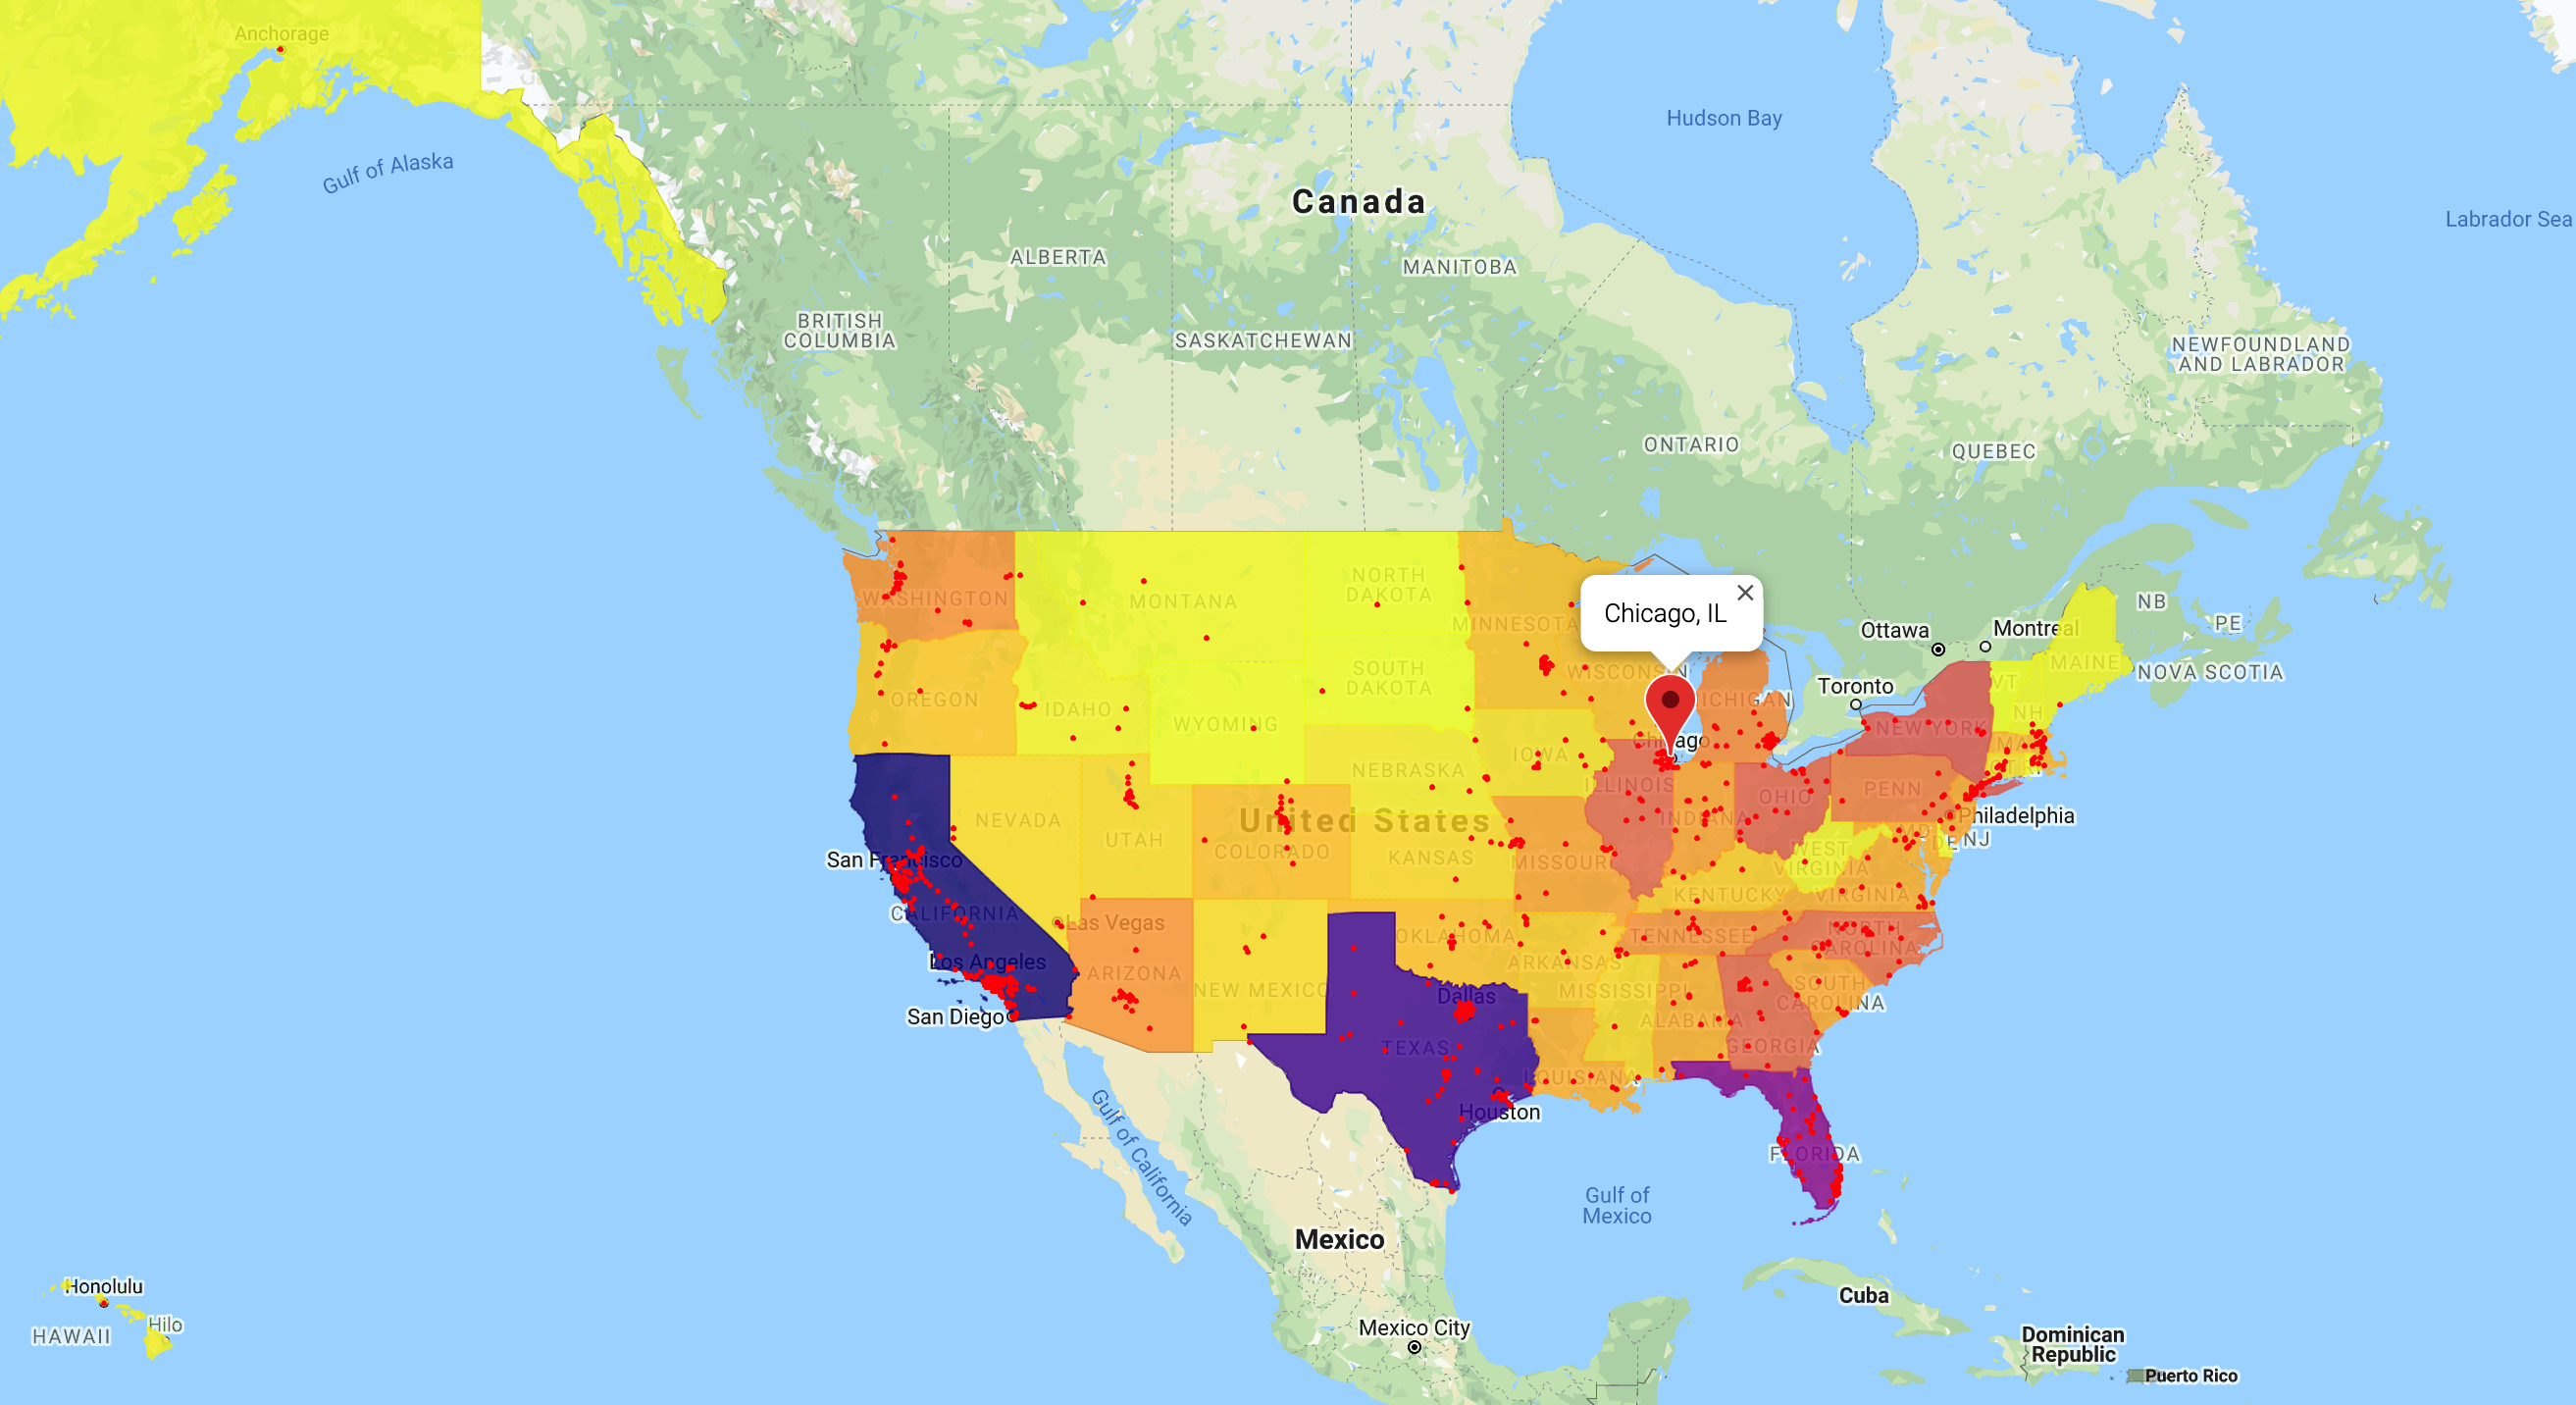 Anchorage
Gulf of Alaska
Hudson Bay
Canada
Labrador Sea
ALBERTA
MANITOBA
BRITISH
COLUMBIA
SASKATCHEWAN
NEWFOUNDLAND
AND LABRADOR
ONTARIO
QUEBEC
NB
PE
NOVA SCOTIA
Ottawa
Montreal
Toronto
Chicago, IL
WASHINGTON
MONTANA
NORTH
DAKOTA
MINNESOTA
WISCONSIN
MICHIGAN
MAINE
VT
NH
MA
OREGON
IDAHO
WYOMING
SOUTH
DAKOTA
NEW YORK
Chicago
IOWA
NEBRASKA
ILLINOIS
INDIANA
OHIO
PENN
CT
RI
Philadelphia
NEVADA
UTAH
United States
COLORADO
KANSAS
MISSOURI
WEST
VIRGINIA
MD
DE
NJ
KENTUCKY
VIRGINIA
San Francisco
CALIFORNIA
Las Vegas
Los Angeles
San Diego
ARIZONA
NEW MEXICO
OKLAHOMA
ARKANSAS
TENNESSEE
NORTH
CAROLINA
MISSISSIPPI
ALABAMA
SOUTH
CAROLINA
GEORGIA
Dallas
TEXAS
Houston
LOUISIANA
FLORIDA
Gulf of California
Gulf of
Mexico
Mexico
Mexico City
Cuba
Dominican
Republic
Puerto Rico
Honolulu
HAWAII
Hilo